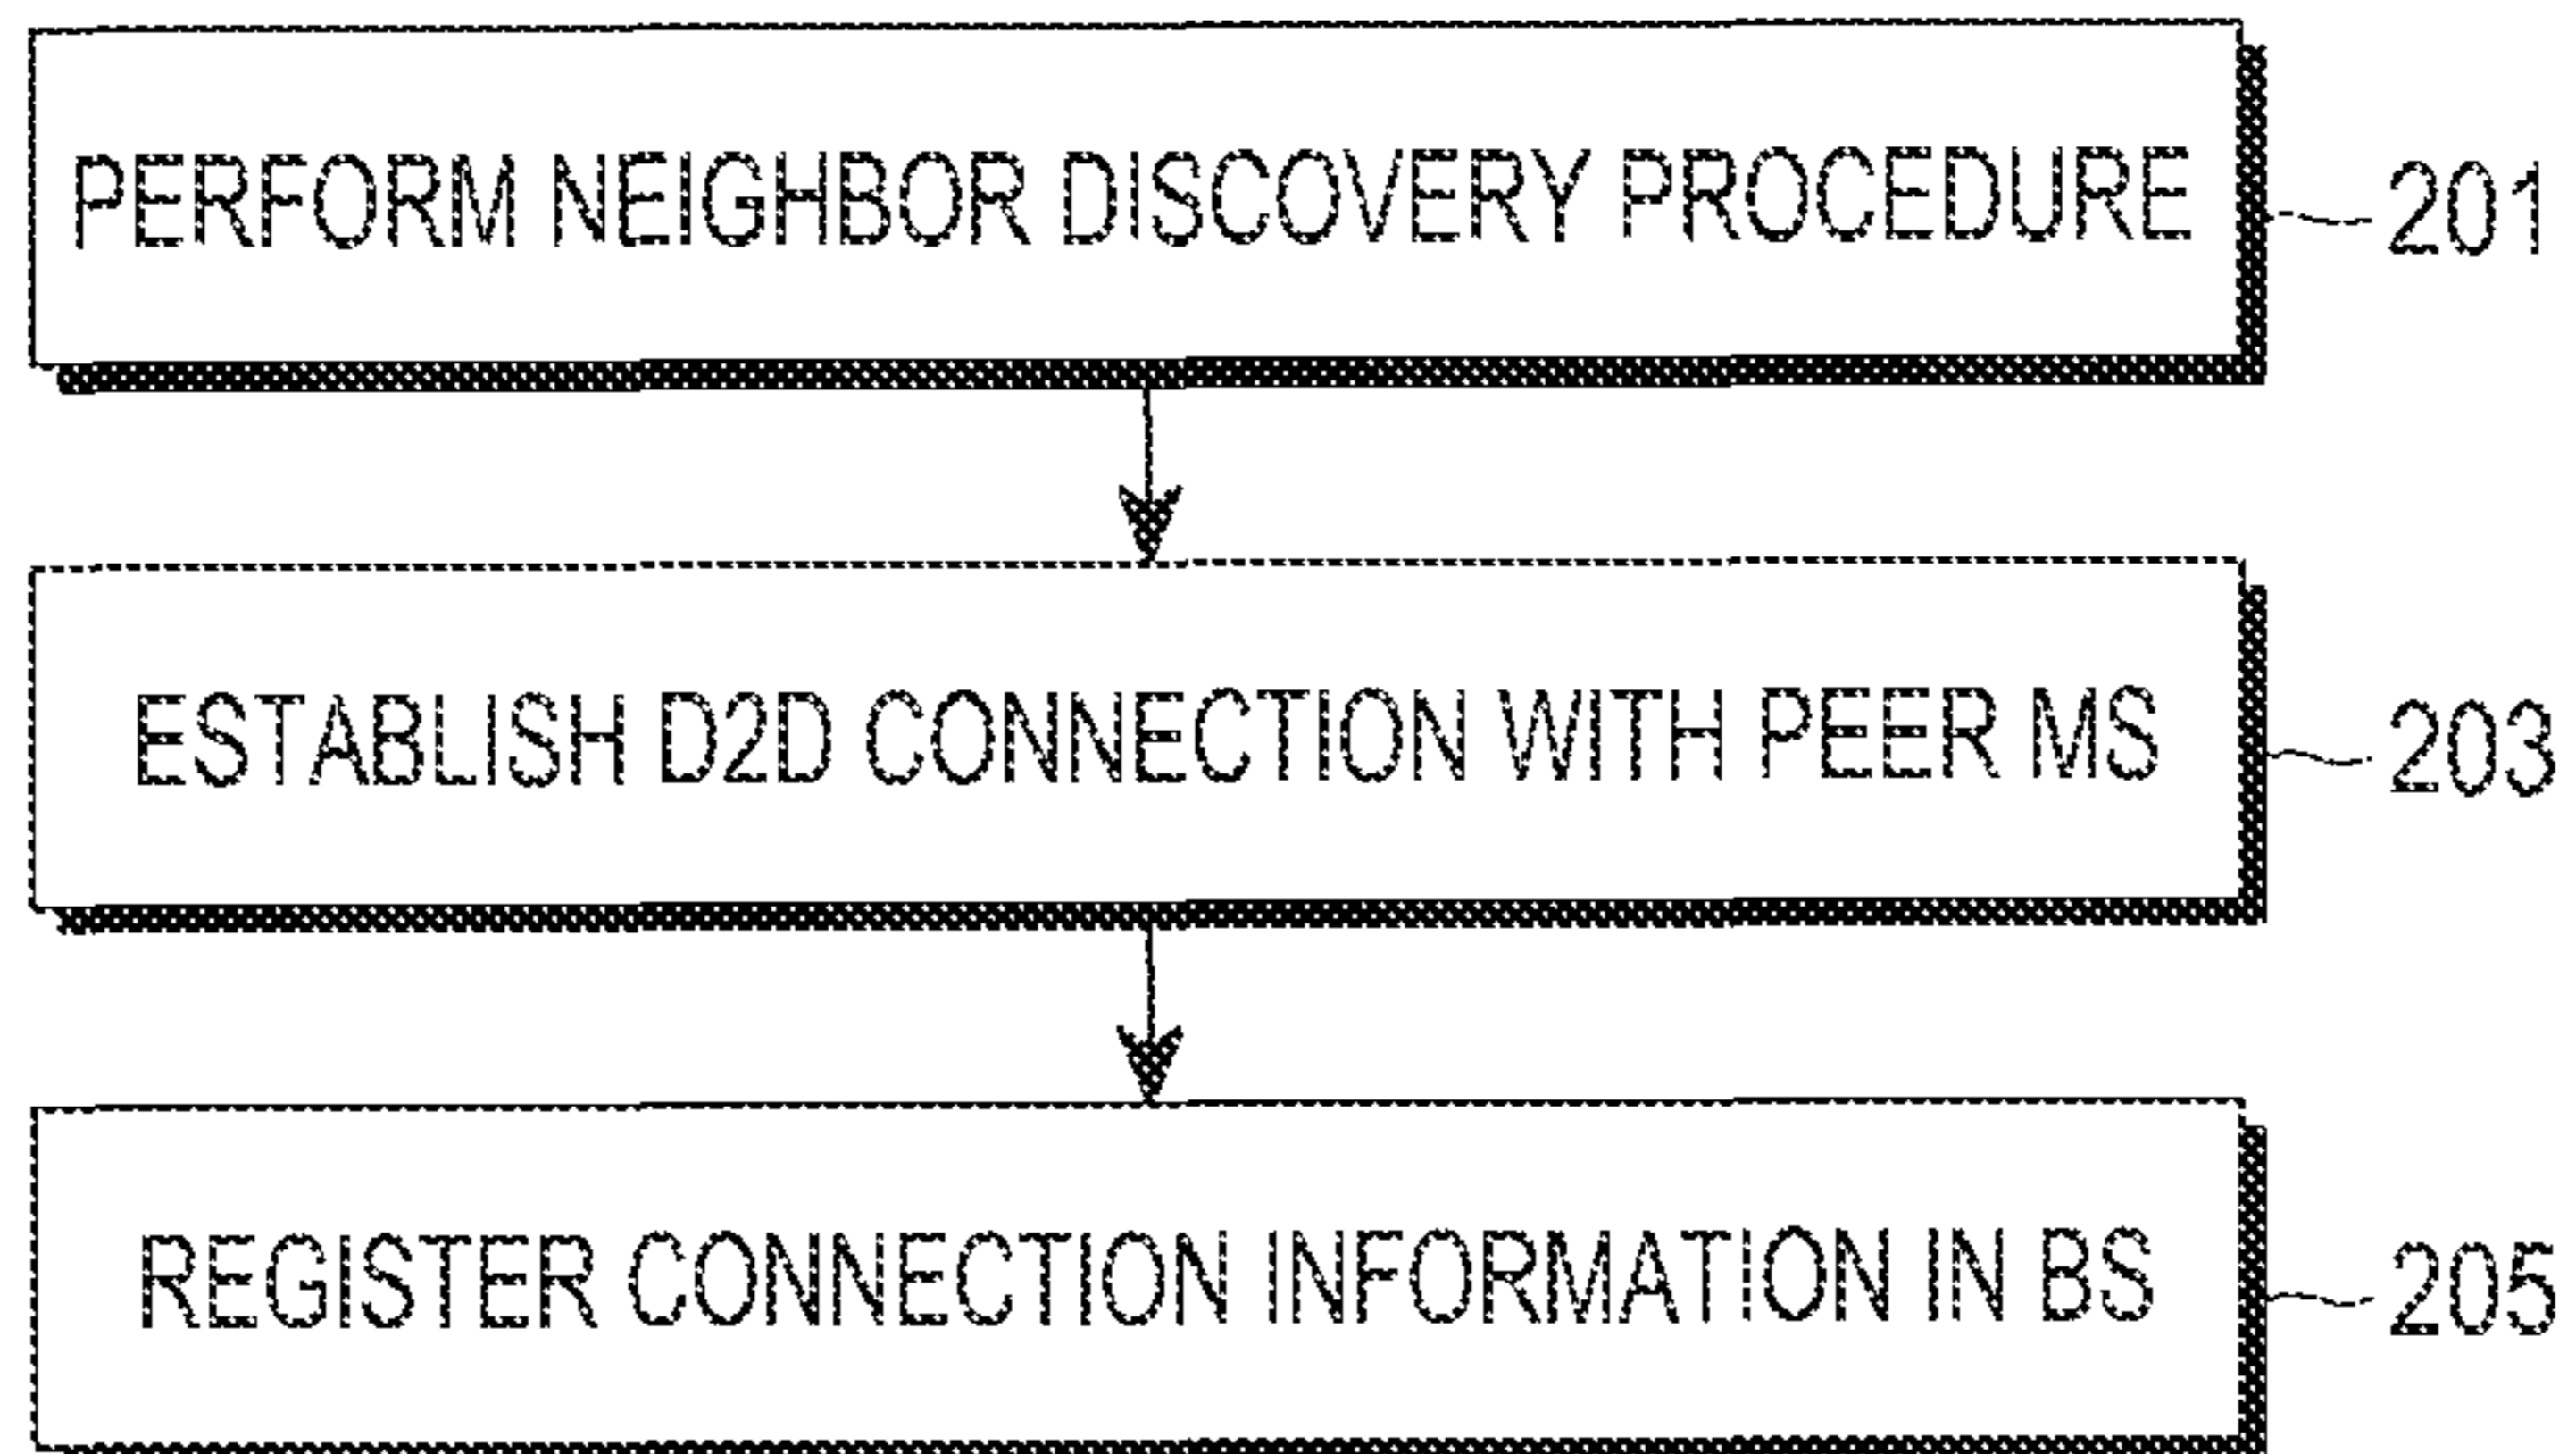 PERFORM NEIGHBOR DISCOVERY PROCEDURE 201
ESTABLISH D2D CONNECTION WITH PEER MS 203
REGISTER CONNECTION INFORMATION IN BS 205